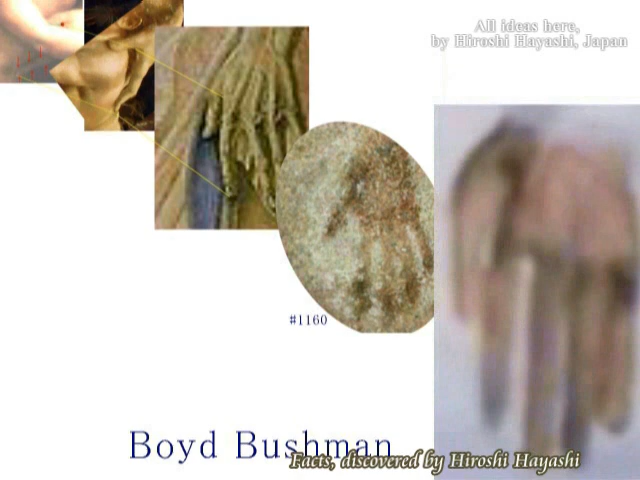 All ideas here,
by Hiroshi Hayashi, Japan
#1160
Boyd Bushman
Facts, discovered by Hiroshi Hayashi